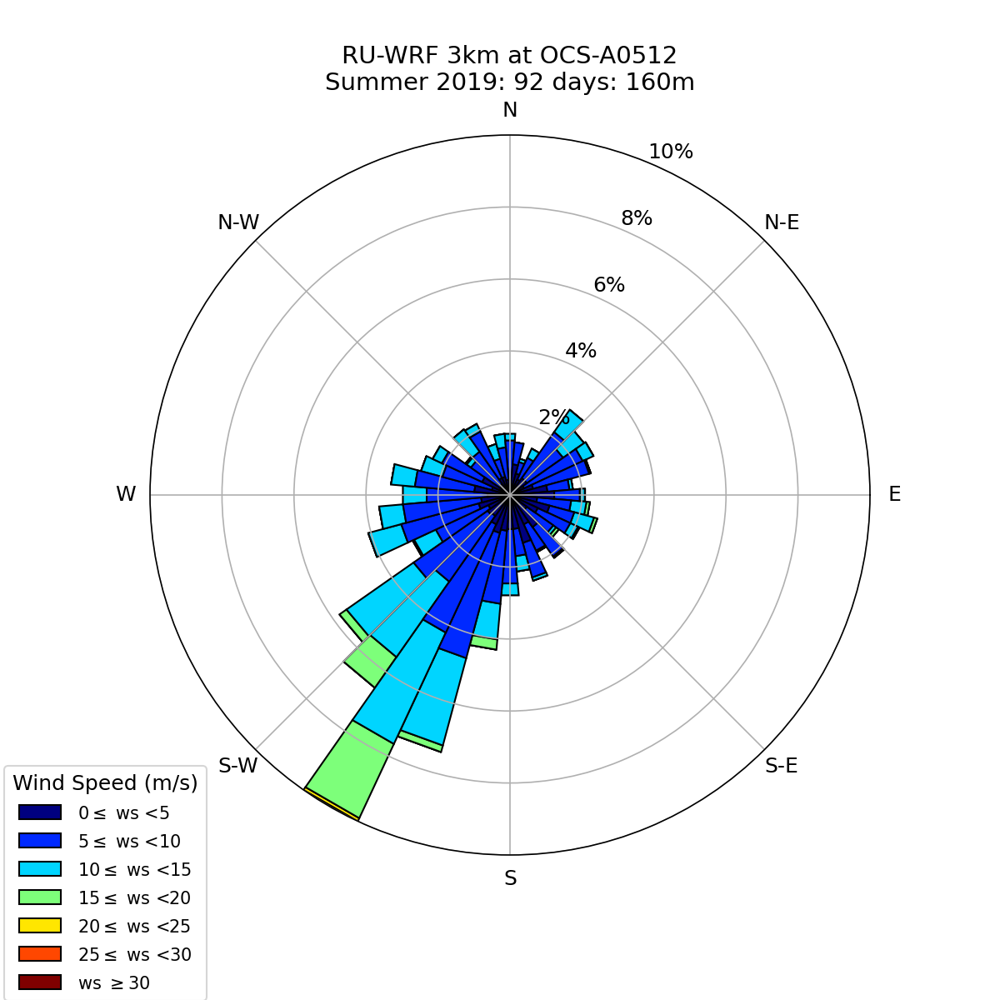 RU-WRF 3km at OCS-A0512
Summer 2019: 92 days: 160m
N
10%
8%
N-W
N-E
6%
4%
2%
W
E
S-W
S-E
Wind Speed (m/s)
0≤ ws <5
5≤ ws <10
10≤ ws <15
15≤ ws <20
20≤ ws <25
25≤ ws <30
ws ≥30
S